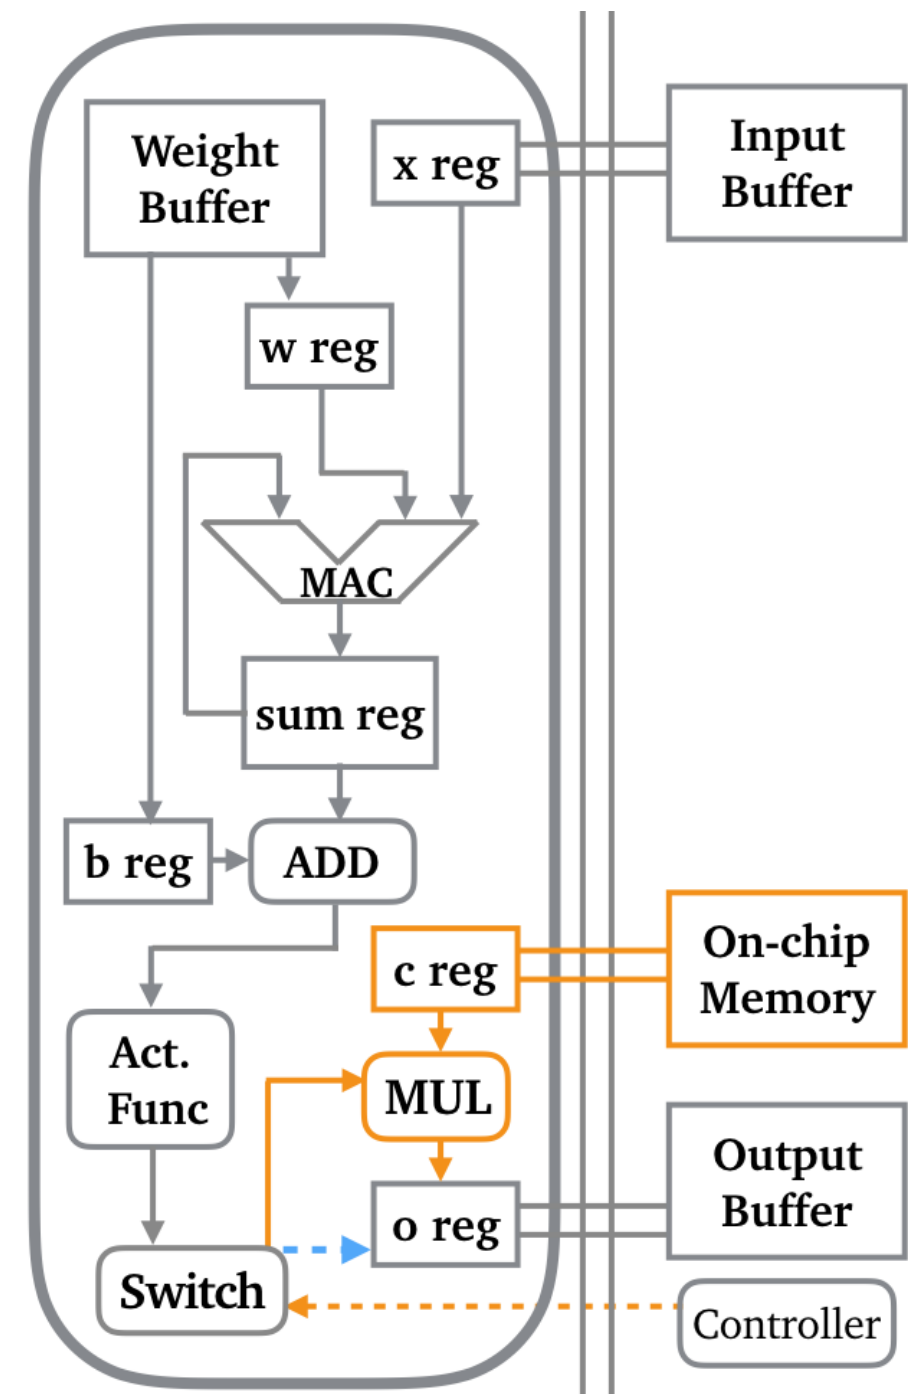 Weight
Buffer
x reg
Input
Buffer
w reg
MAC
sum reg
b reg
ADD
c reg
On-chip
Memory
Act.
Func
MUL
Output
Buffer
o reg
Switch
Controller